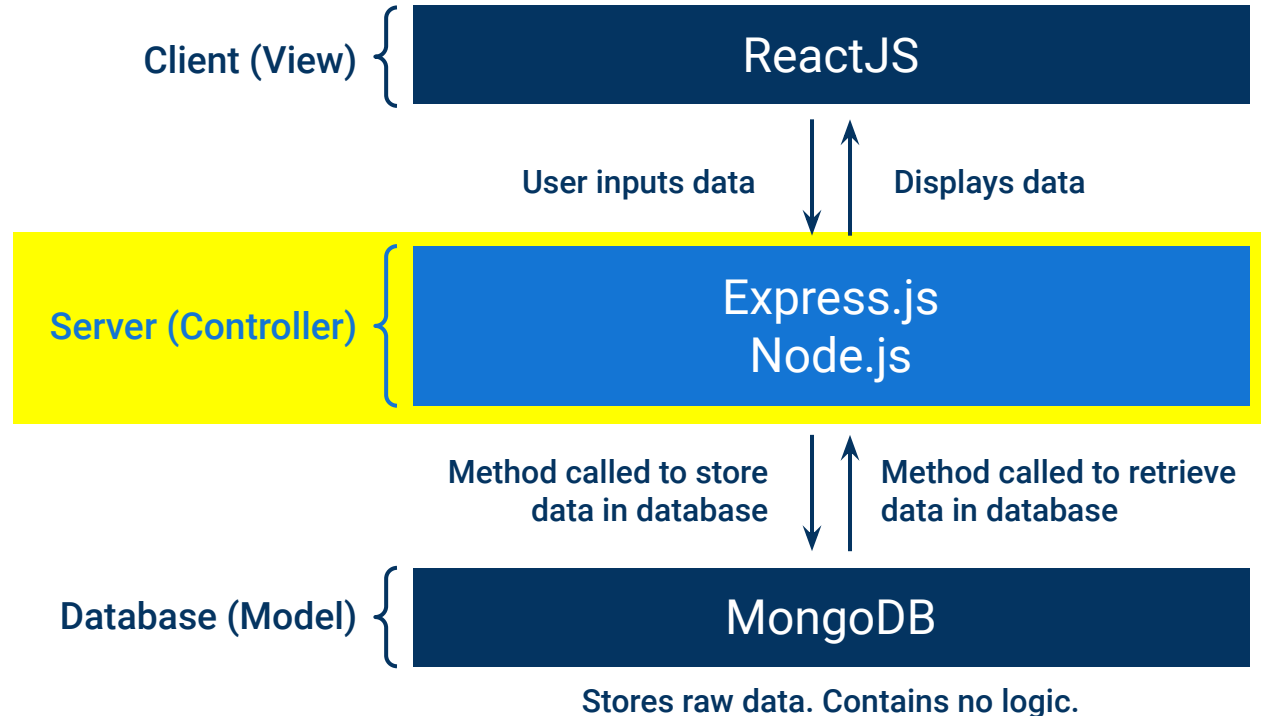 Client (View)
ReactJS
User inputs data
Displays data
Server (Controller)
Express.js
Node.js
Method called to store
data in database
Method called to retrieve
data in database
Database (Model)
MongoDB
Stores raw data. Contains no logic.